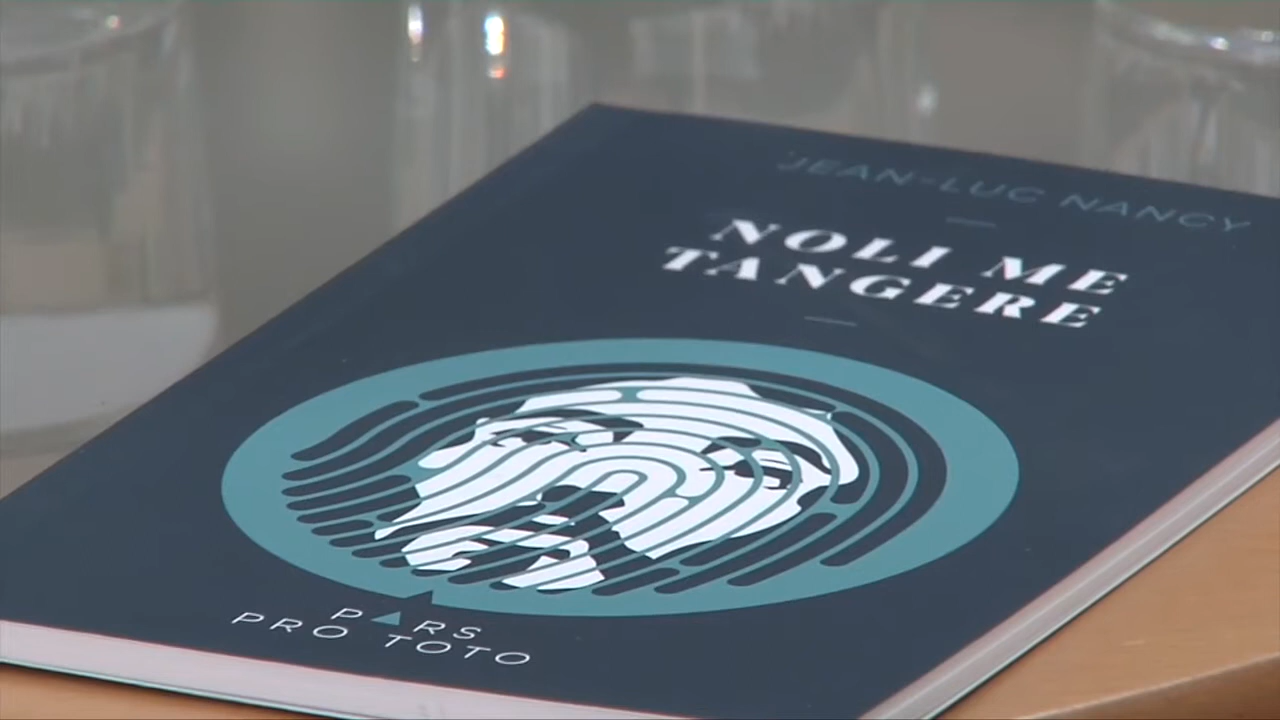 JEAN-LUC NANCY
NOLI ME
TANGERE
PARS
PRO TOTO